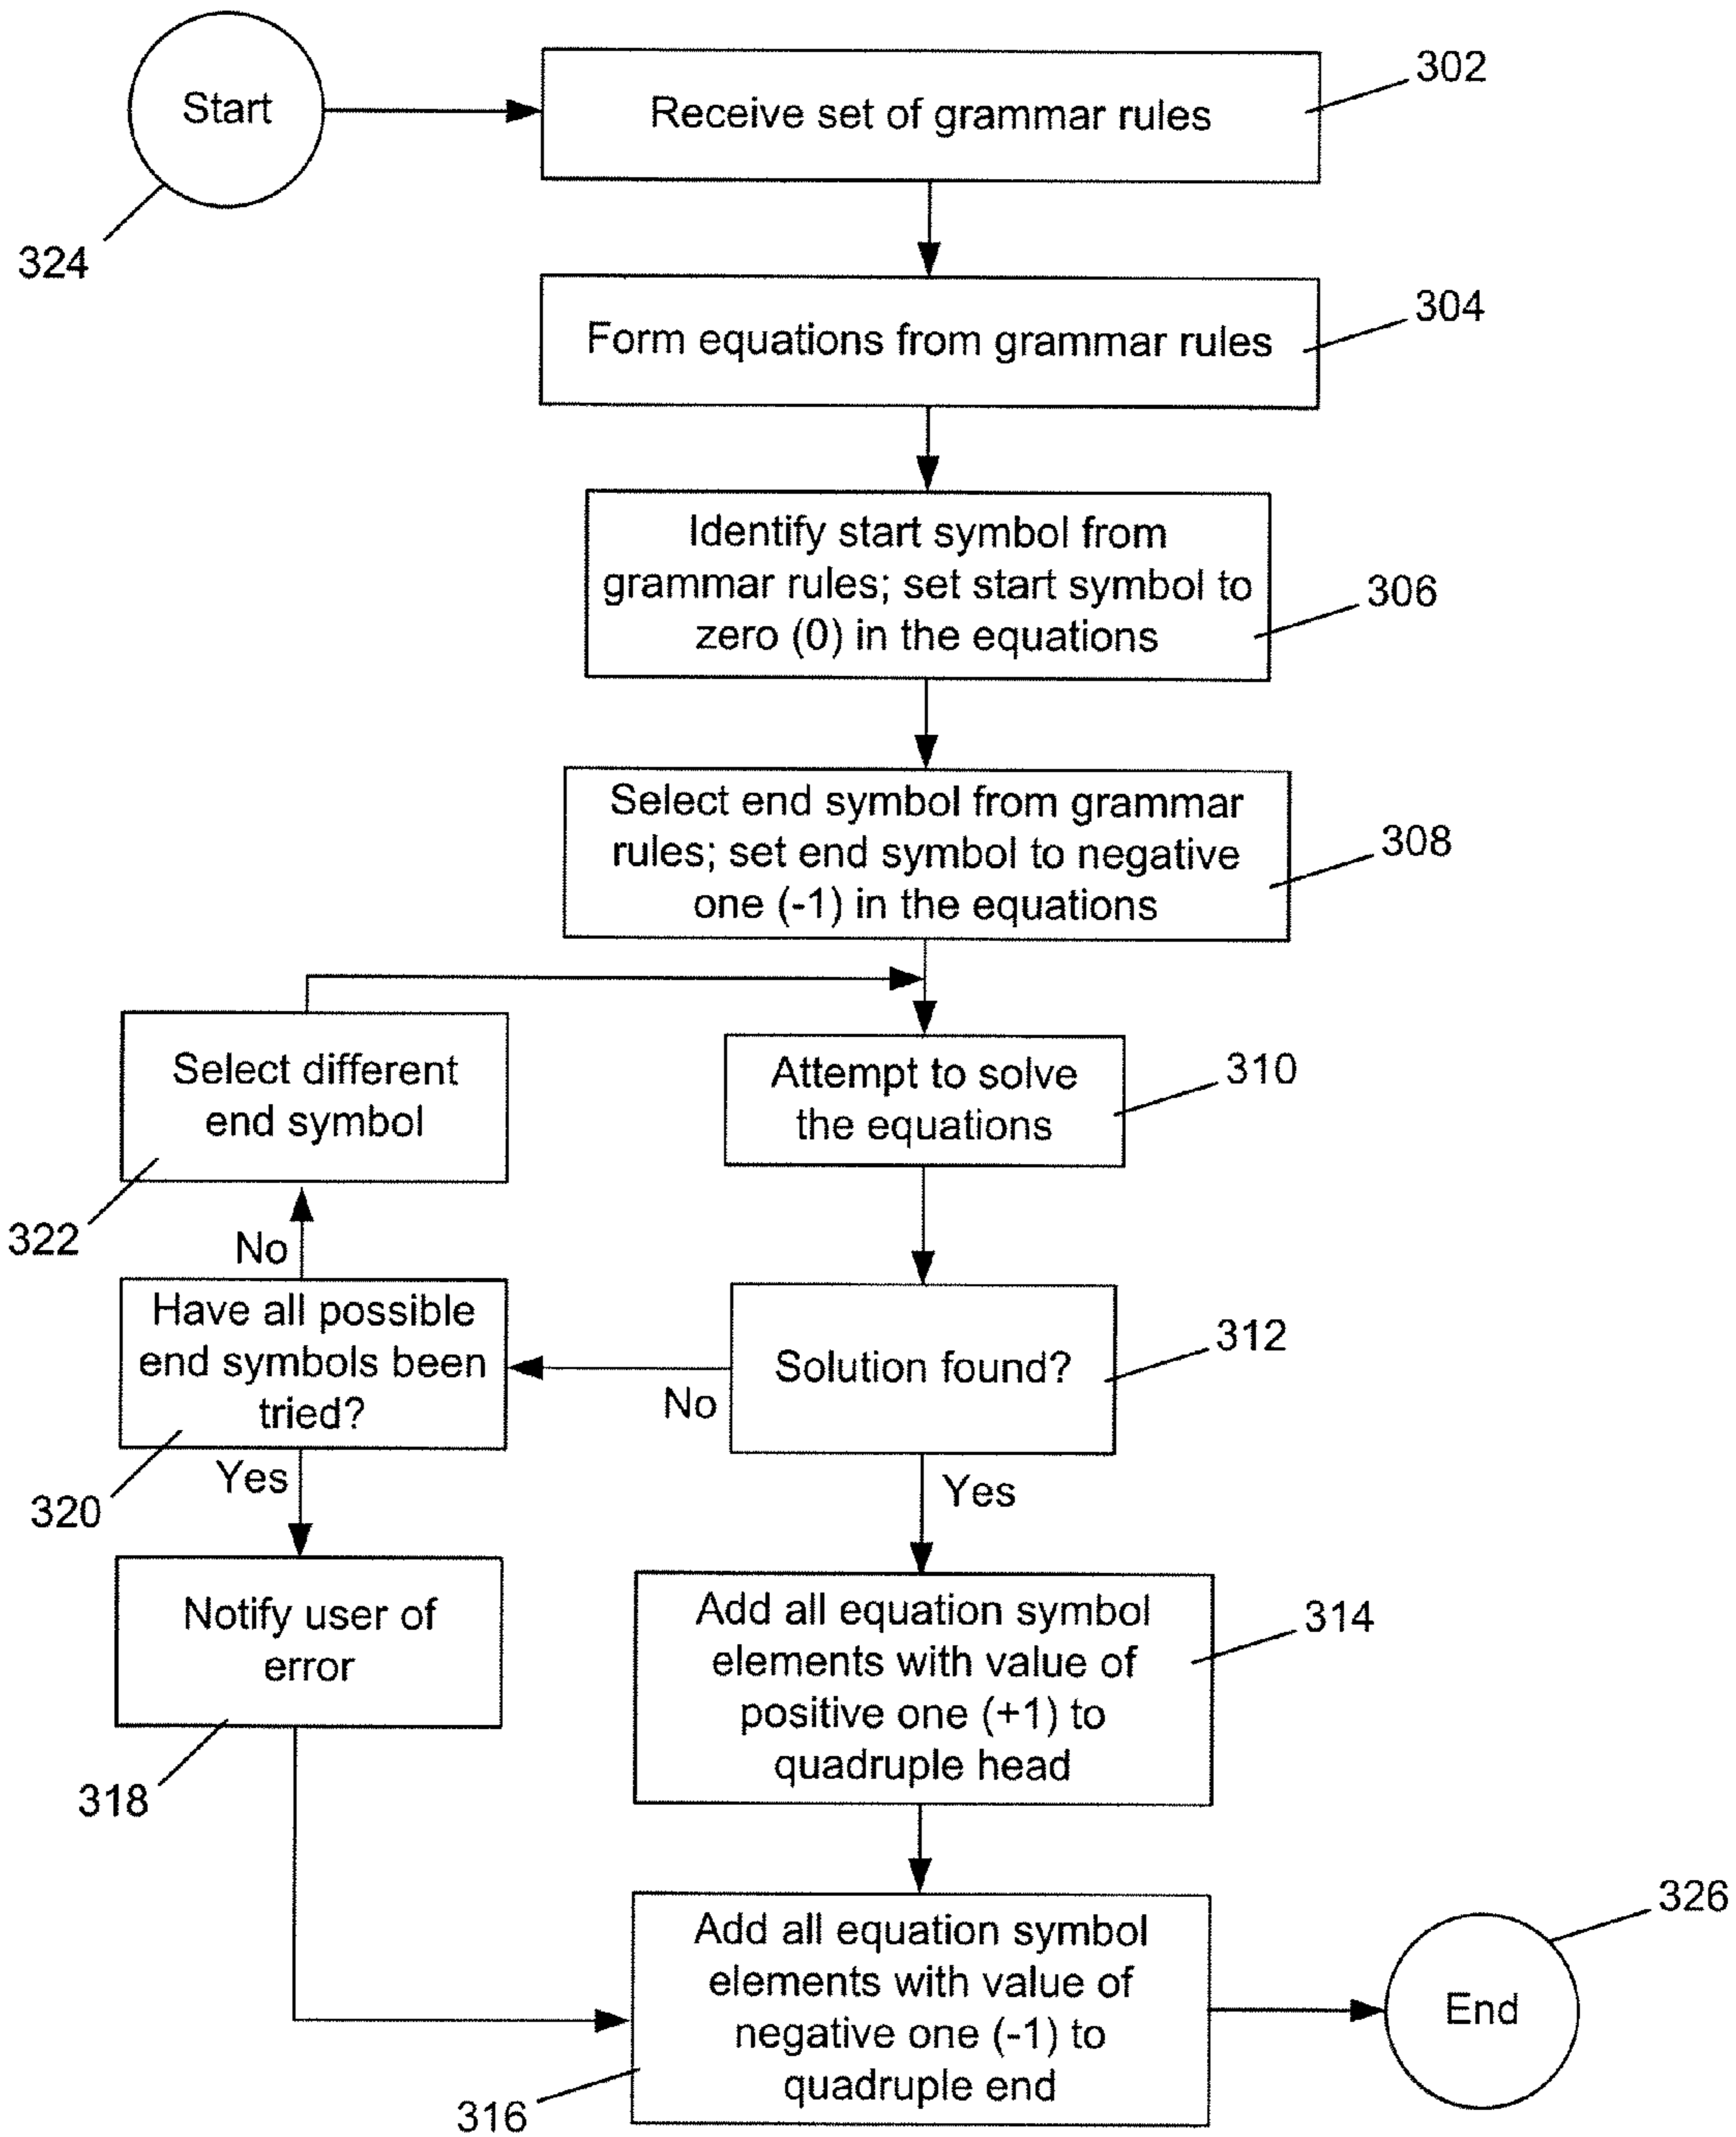 Start
324
Receive set of grammar rules
302
Form equations from grammar rules
304
Identify start symbol from
grammar rules; set start symbol to
zero (0) in the equations
306
Select end symbol from grammar
rules; set end symbol to negative
one (-1) in the equations
308
Select different
end symbol
322
Attempt to solve
the equations
310
No
Have all possible
end symbols been
tried?
320
Solution found?
312
No
Yes
Yes
Notify user of
error
318
Add all equation symbol
elements with value of
positive one (+1) to
quadruple head
314
Add all equation symbol
elements with value of
negative one (-1) to
quadruple end
316
End
326